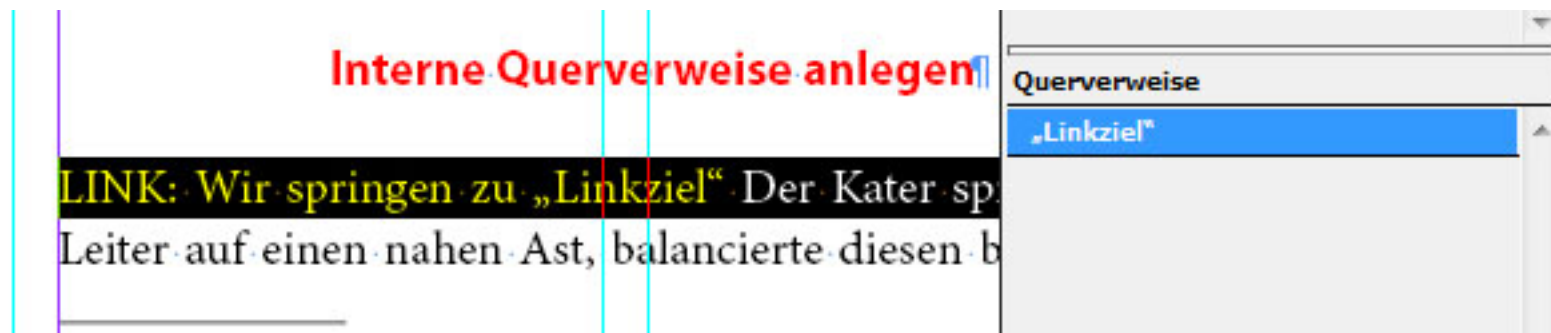 Interne Querverweise anlegen¶
Querverweise
„Linkziel“
LINK: Wir springen zu „Linkziel“ Der Kater sp
Leiter auf einen nahen Ast, balancierte diesen b